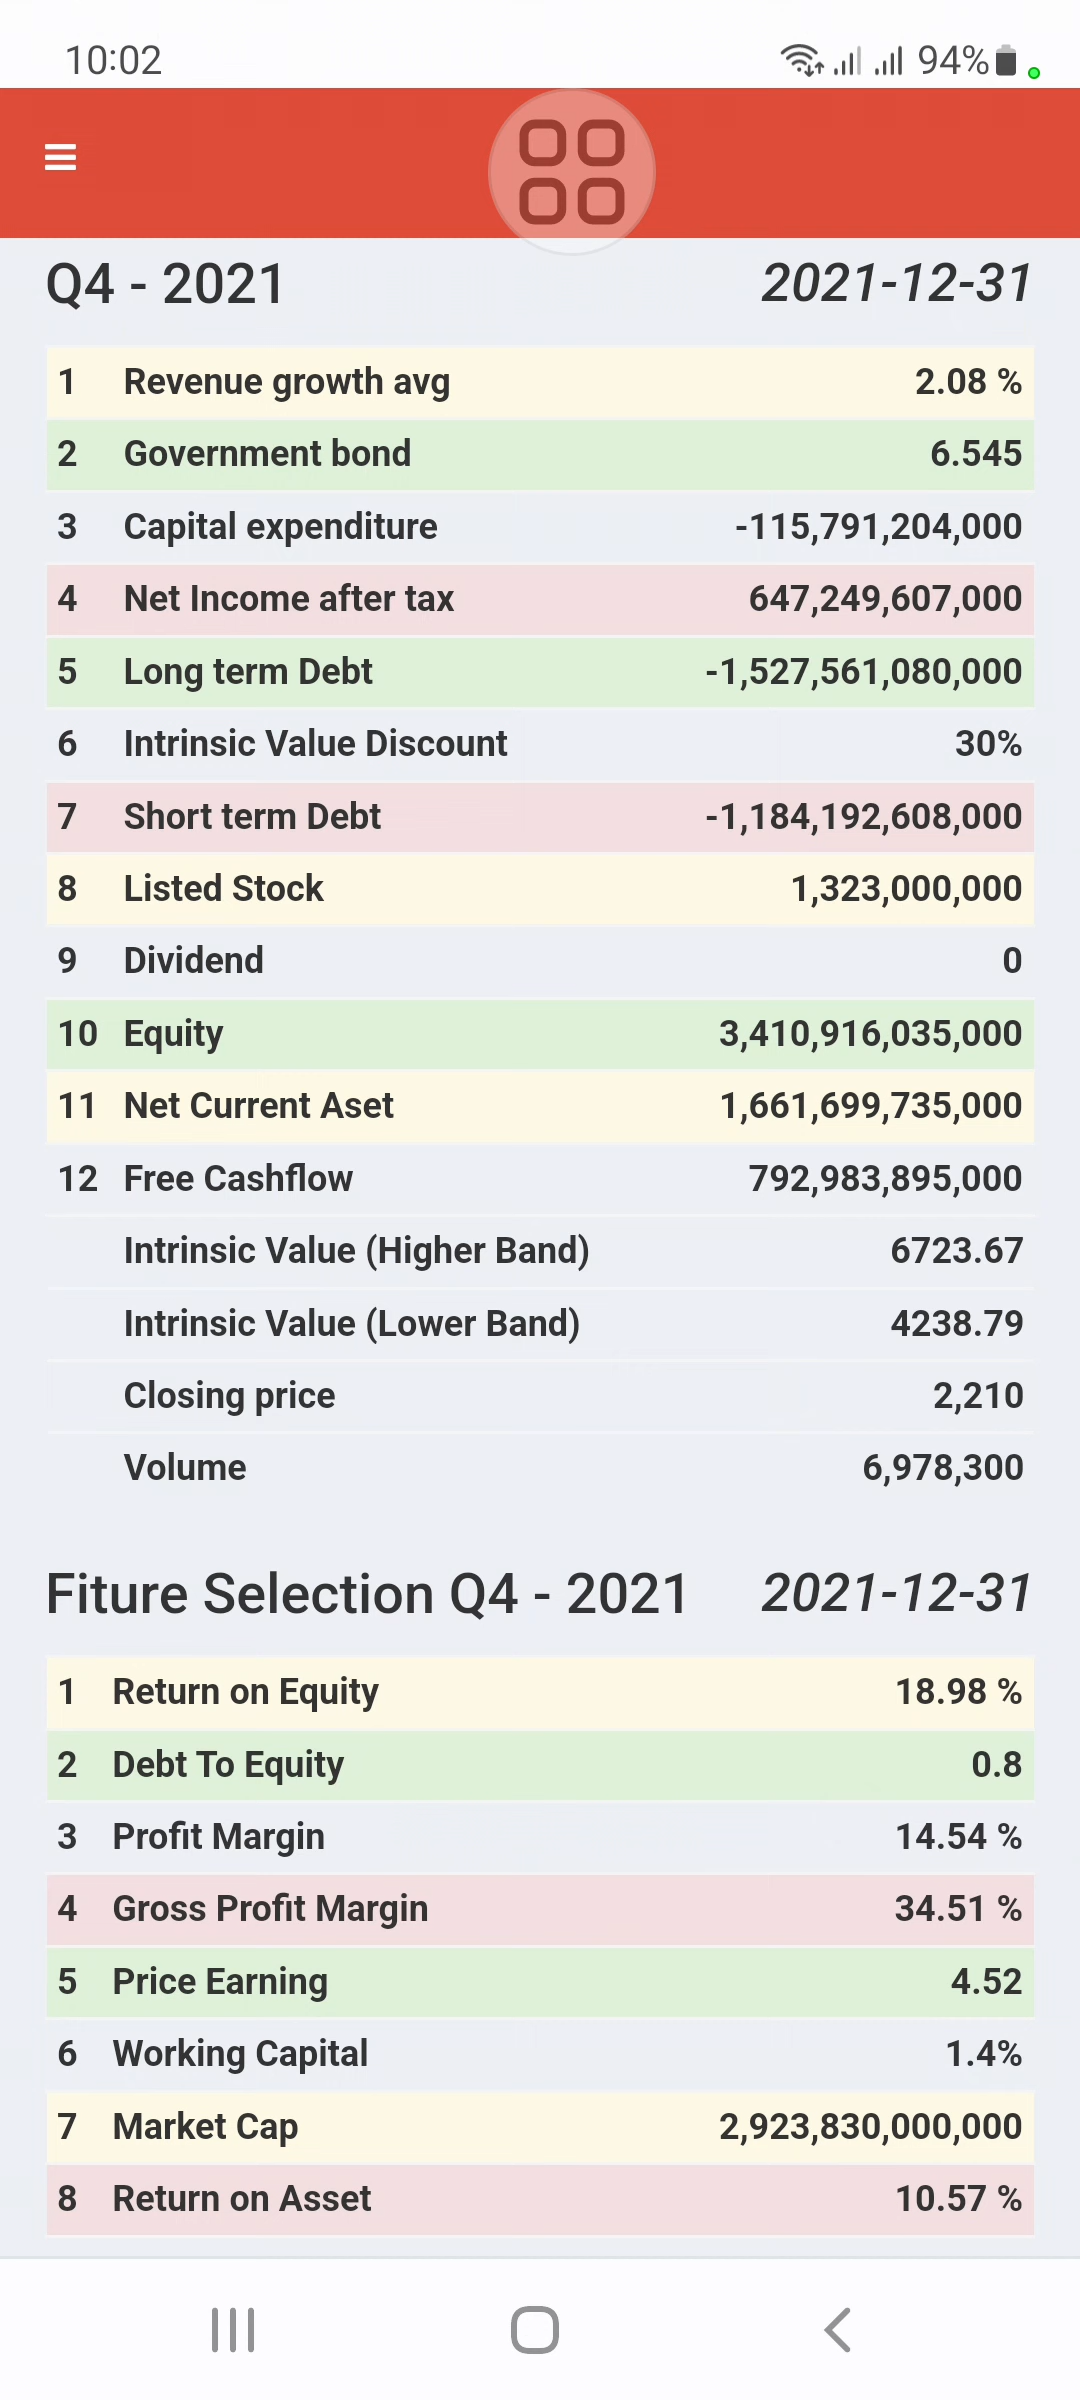 10:02 94%
Q4 - 2021 2021-12-31
1 Revenue growth avg 2.08 %
2 Government bond 6.545
3 Capital expenditure -115,791,204,000
4 Net Income after tax 647,249,607,000
5 Long term Debt -1,527,561,080,000
6 Intrinsic Value Discount 30%
7 Short term Debt -1,184,192,608,000
8 Listed Stock 1,323,000,000
9 Dividend 0
10 Equity 3,410,916,035,000
11 Net Current Aset 1,661,699,735,000
12 Free Cashflow 792,983,895,000
Intrinsic Value (Higher Band) 6723.67
Intrinsic Value (Lower Band) 4238.79
Closing price 2,210
Volume 6,978,300
Fiture Selection Q4 - 2021 2021-12-31
1 Return on Equity 18.98 %
2 Debt To Equity 0.8
3 Profit Margin 14.54 %
4 Gross Profit Margin 34.51 %
5 Price Earning 4.52
6 Working Capital 1.4%
7 Market Cap 2,923,830,000,000
8 Return on Asset 10.57 %